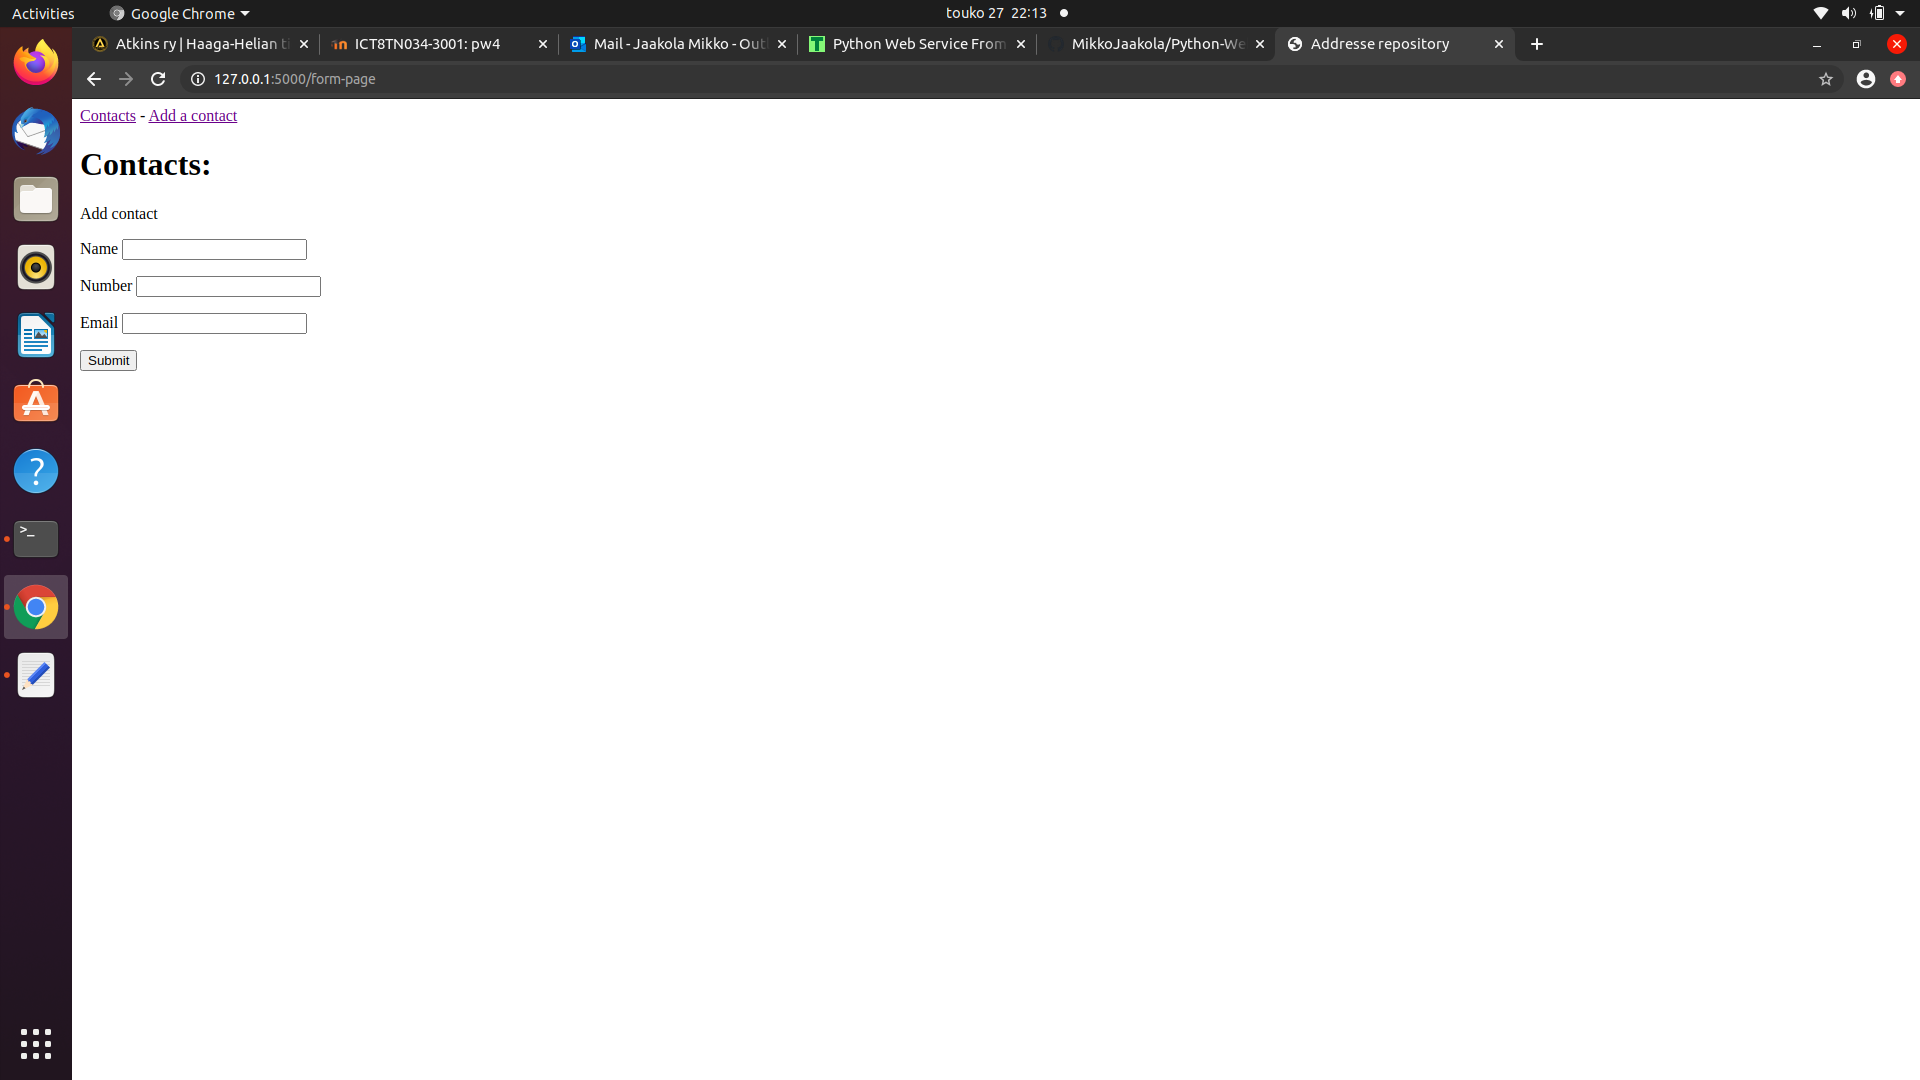 Activities Google Chrome touko 27 22:13
Atkins ry | Haaga-Helian ti ICT8TN034-3001: pw4 Mail - Jaakola Mikko - Outl Python Web Service From MikkoJaakola/Python-We Addresse repository
127.0.0.1:5000/form-page
Contacts - Add a contact
Contacts:
Add contact
Name
Number
Email
Submit